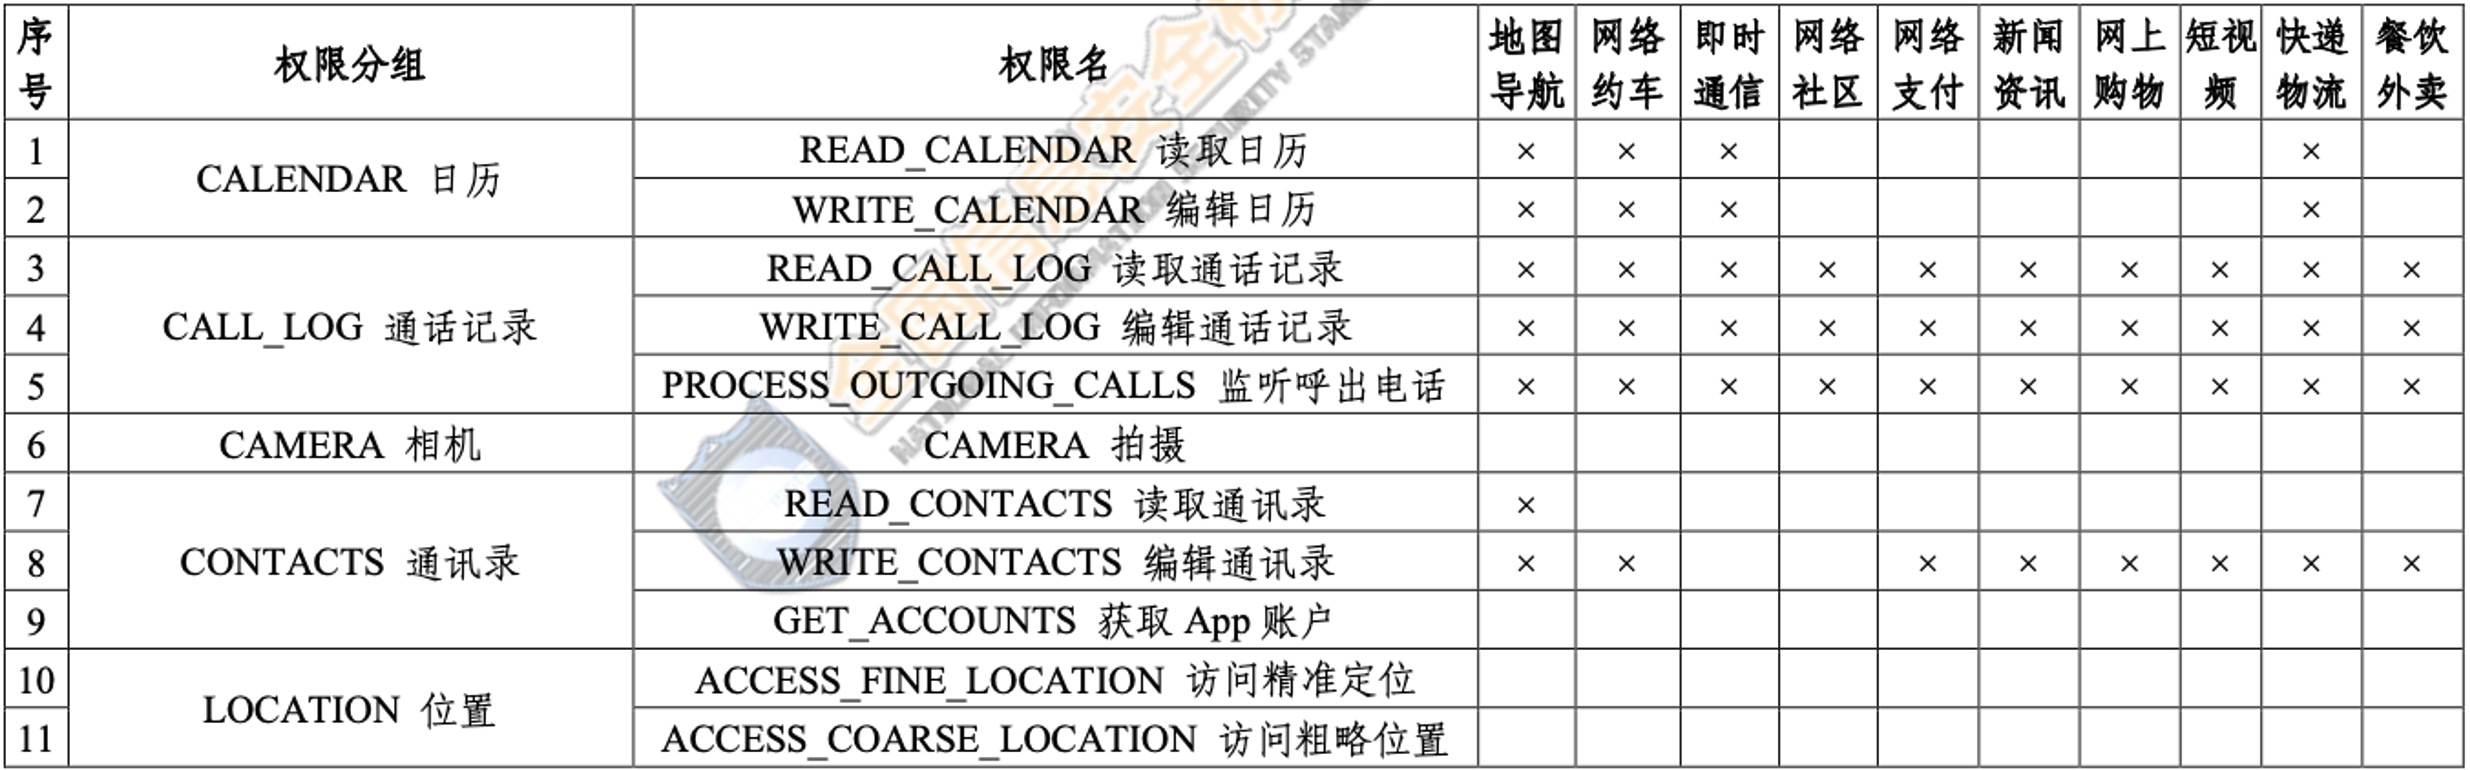 序号 权限分组 权限名 地图导航 网络约车 即时通信 网络社区 网络支付 新闻资讯 网上购物 短视频 快递物流 餐饮外卖
1 CALENDAR 日历 READ_CALENDAR 读取日历 × × × ×
2 WRITE_CALENDAR 编辑日历 × × × ×
3 CALL_LOG 通话记录 READ_CALL_LOG 读取通话记录 × × × × × × × × × ×
4 WRITE_CALL_LOG 编辑通话记录 × × × × × × × × × ×
5 PROCESS_OUTGOING_CALLS 监听呼出电话 × × × × × × × × × ×
6 CAMERA 相机 CAMERA 拍摄
7 CONTACTS 通讯录 READ_CONTACTS 读取通讯录 ×
8 WRITE_CONTACTS 编辑通讯录 × × × × × × × ×
9 GET_ACCOUNTS 获取 App 账户
10 LOCATION 位置 ACCESS_FINE_LOCATION 访问精准定位
11 ACCESS_COARSE_LOCATION 访问粗略位置
全国信息安全标